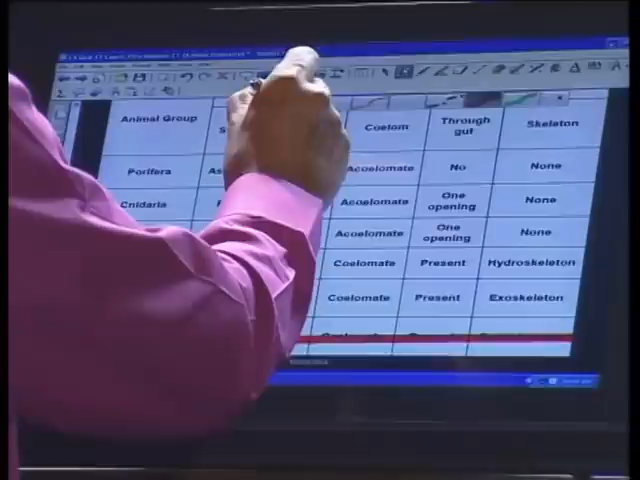 Animal Group
Coelom
Through
gut
Skeleton
Porifera
Acoelomate
No
None
Cnidaria
Acoelomate
One
opening
None
Acoelomate
One
opening
None
Coelomate
Present
Hydroskeleton
Coelomate
Present
Exoskeleton